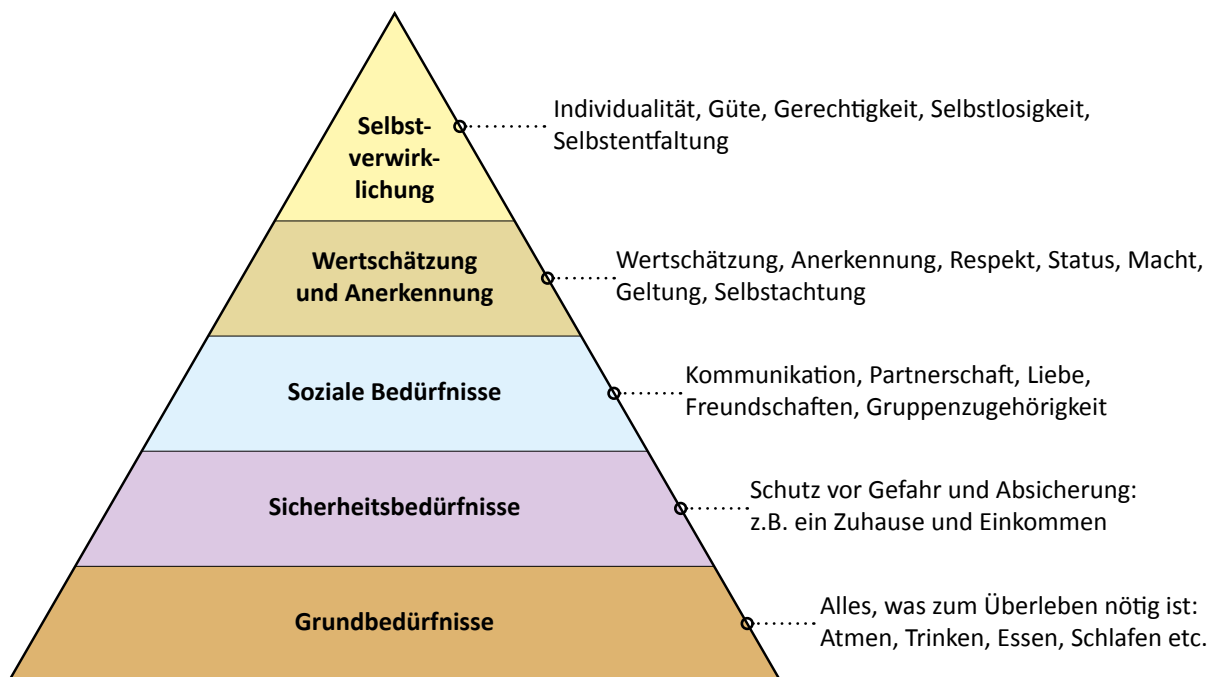 Selbst-
verwirk-
lichung
Individualität, Güte, Gerechtigkeit, Selbstlosigkeit,
Selbstentfaltung
Wertschätzung
und Anerkennung
Wertschätzung, Anerkennung, Respekt, Status, Macht,
Geltung, Selbstachtung
Soziale Bedürfnisse
Kommunikation, Partnerschaft, Liebe,
Freundschaften, Gruppenzugehörigkeit
Sicherheitsbedürfnisse
Schutz vor Gefahr und Absicherung:
z.B. ein Zuhause und Einkommen
Grundbedürfnisse
Alles, was zum Überleben nötig ist:
Atmen, Trinken, Essen, Schlafen etc.